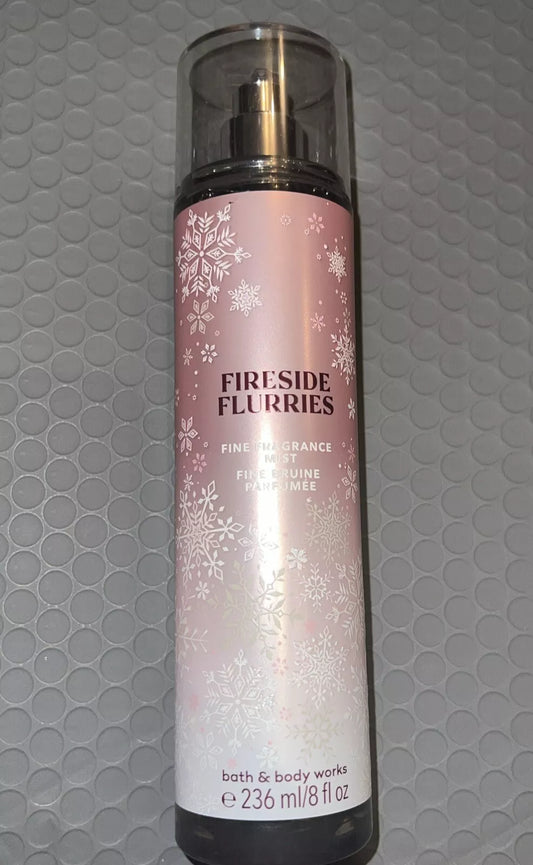 FIRESIDE
FLURRIES
FINE FRAGRANCE
MIST
FINE BRUINE
PARFUMÉE
bath & body works
℮ 236 ml/8 fl oz